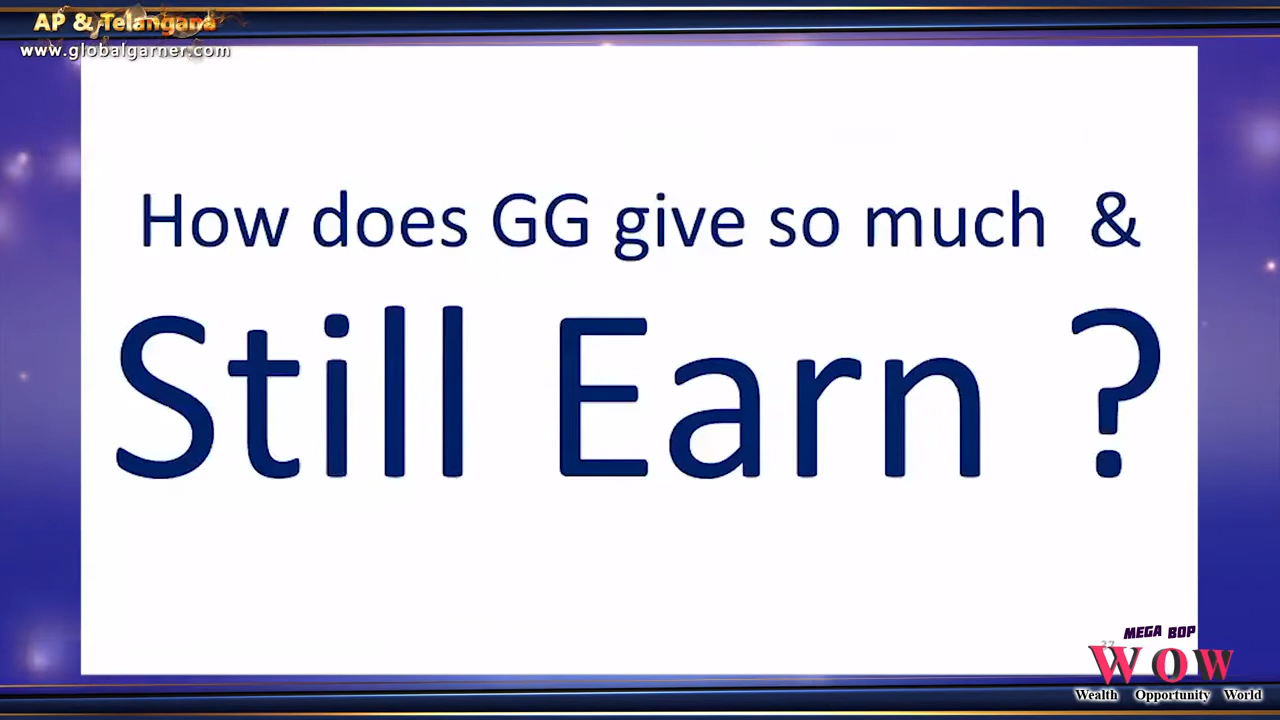 AP & Telangana
www.globalgarner.com
How does GG give so much &
Still Earn ?
37
MEGA BOP
WOW
Wealth Opportunity World